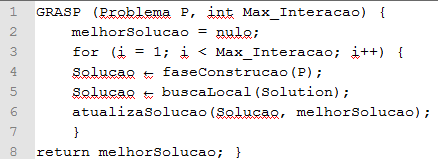 1 GRASP (Problema P, int Max_Interacao) {
2 melhorSolucao = nulo;
3 for (i = 1; i < Max_Interacao; i++) {
4 Solucao ← faseConstrucao(P);
5 Solucao ← buscaLocal(Solution);
6 atualizaSolucao(Solucao, melhorSolucao);
7 }
8 return melhorSolucao; }